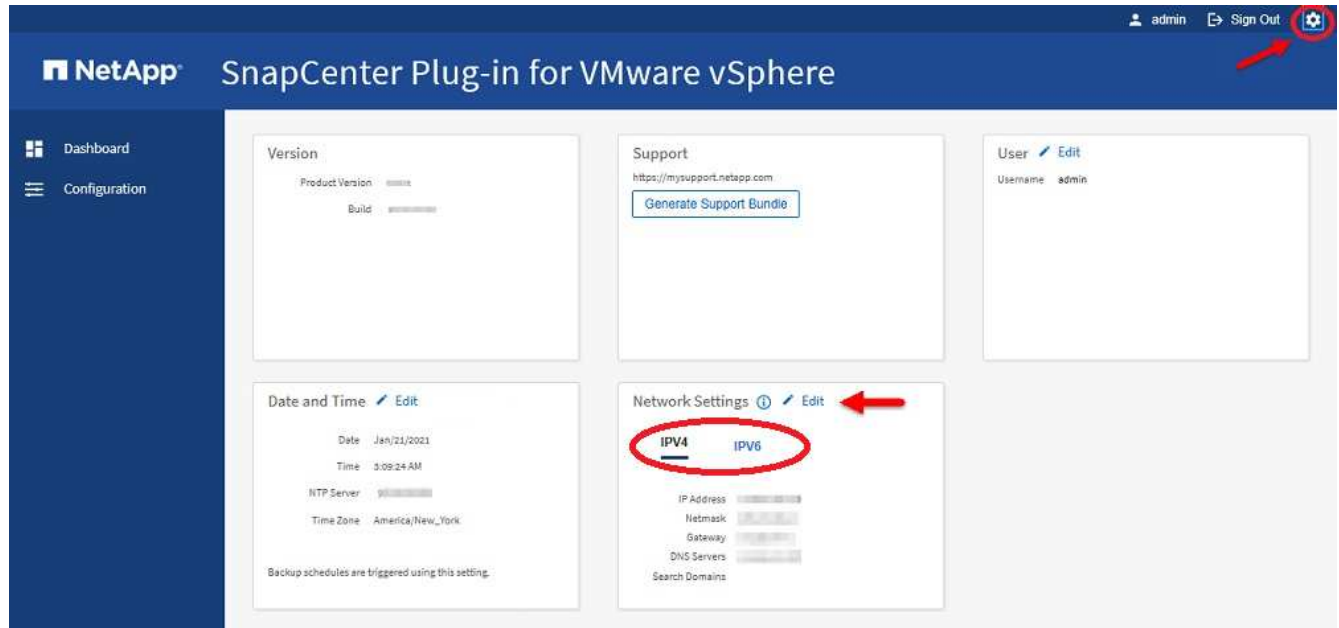 admin Sign Out
NetApp SnapCenter Plug-in for VMware vSphere
Dashboard
Configuration
Version
Product Version
Build
Support
https://mysupport.netapp.com
Generate Support Bundle
User Edit
Username admin
Date and Time Edit
Date Jan/21/2021
Time 3:09:24 AM
NTP Server
Time Zone America/New_York
Backup schedules are triggered using this setting.
Network Settings Edit
IPV4 IPV6
IP Address
Netmask
Gateway
DNS Servers
Search Domains